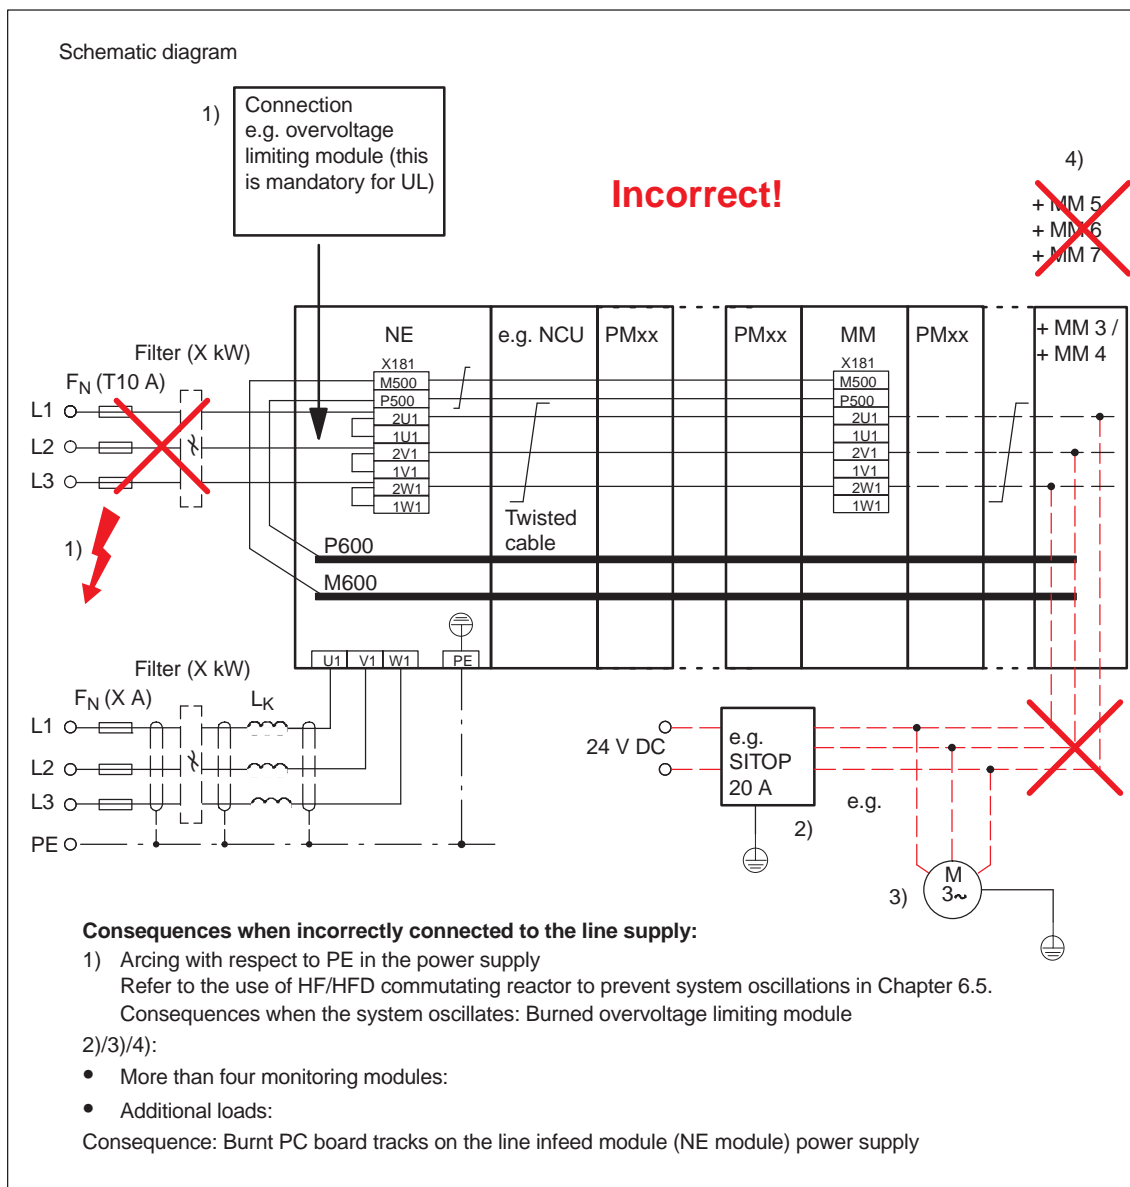 Schematic diagram
1)
Connection
e.g. overvoltage
limiting module (this
is mandatory for UL)
Incorrect!
4)
+ MM 5
+ MM 6
+ MM 7
NE
e.g. NCU
PMxx
PMxx
MM
PMxx
+ MM 3 /
+ MM 4
Filter (X kW)
FN (T10 A)
L1
L2
L3
X181
M500
P500
2U1
1U1
2V1
1V1
2W1
1W1
X181
M500
P500
2U1
1U1
2V1
1V1
2W1
1W1
Twisted
cable
1)
P600
M600
U1
V1
W1
PE
Filter (X kW)
FN (X A)
LK
L1
L2
L3
PE
24 V DC
e.g.
SITOP
20 A
2)
e.g.
3)
M
3~
Consequences when incorrectly connected to the line supply:
1) Arcing with respect to PE in the power supply
Refer to the use of HF/HFD commutating reactor to prevent system oscillations in Chapter 6.5.
Consequences when the system oscillates: Burned overvoltage limiting module
2)/3)/4):
• More than four monitoring modules:
• Additional loads:
Consequence: Burnt PC board tracks on the line infeed module (NE module) power supply